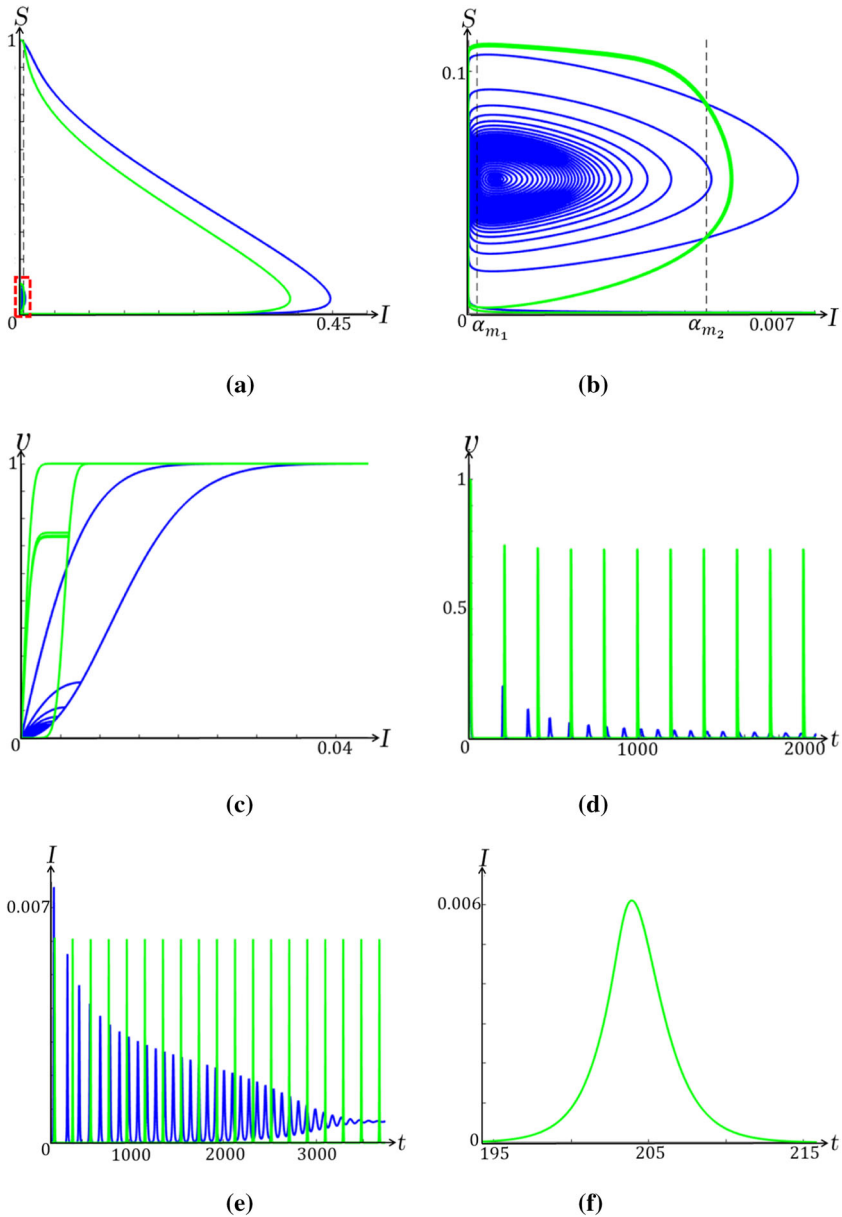 S
1
0
0.45
I
(a)
S
0.1
0
α_{m_1}
α_{m_2}
0.007
I
(b)
υ
1
0
0.04
I
(c)
υ
1
0.5
0
1000
2000
t
(d)
I
0.007
0
1000
2000
3000
t
(e)
I
0.006
0
195
205
215
t
(f)